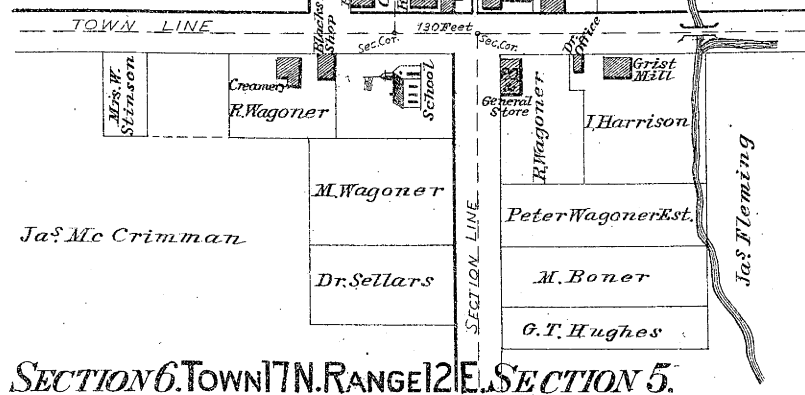 TOWN LINE
Blacks
Shop
130 Feet
Sec. Cor.
Sec. Cor.
Dr.
Office
Mrs. W.
Stinson
Creamery
R. Wagoner
School
General
Store
R. Wagoner
Grist
Mill
I. Harrison
M. Wagoner
Peter Wagoner Est.
Jas Mc Crimman
Jas Fleming
SECTION LINE
Dr. Sellars
M. Boner
G. T. Hughes
SECTION 6. TOWN 17 N. RANGE 12 E. SECTION 5.